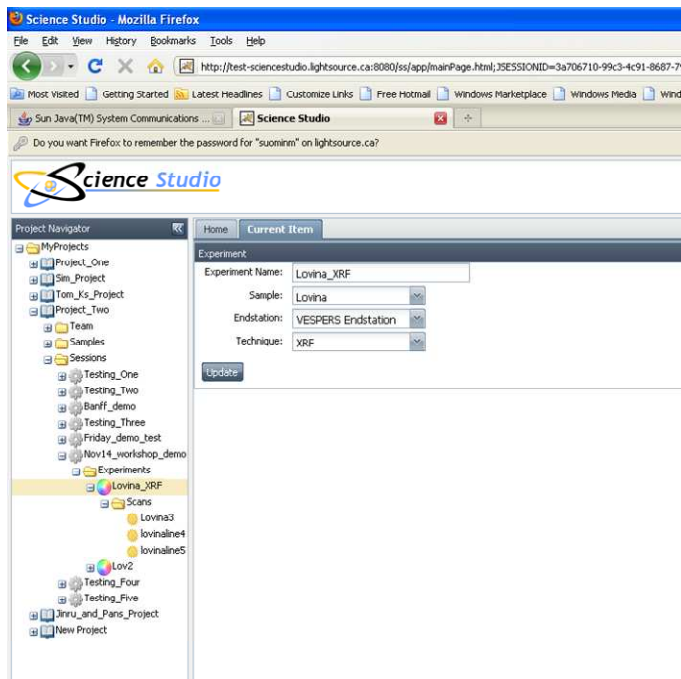 Science Studio - Mozilla Firefox
File Edit View History Bookmarks Tools Help
http://test-sciencestudio.lightsource.ca:8080/ss/app/mainPage.html;JSESSIONID=3a706710-99c3-4c91-8687-7
Most Visited Getting Started Latest Headlines Customize Links Free Hotmail Windows Marketplace Windows Media Wind
Sun Java(TM) System Communications ... Science Studio
Do you want Firefox to remember the password for "suominm" on lightsource.ca?
Science Studio
Project Navigator Home Current Item
MyProjects
Project_One
Sim_Project
Tom_Ks_Project
Project_Two
Team
Samples
Sessions
Testing_One
Testing_Two
Banff_demo
Testing_Three
Friday_demo_test
Nov14_workshop_demo
Experiments
Lovina_XRF
Scans
Lovina3
lovinaline4
lovinaline5
Lov2
Testing_Four
Testing_Five
Jinru_and_Pans_Project
New Project
Experiment
Experiment Name: Lovina_XRF
Sample: Lovina
Endstation: VESPERS Endstation
Technique: XRF
Update